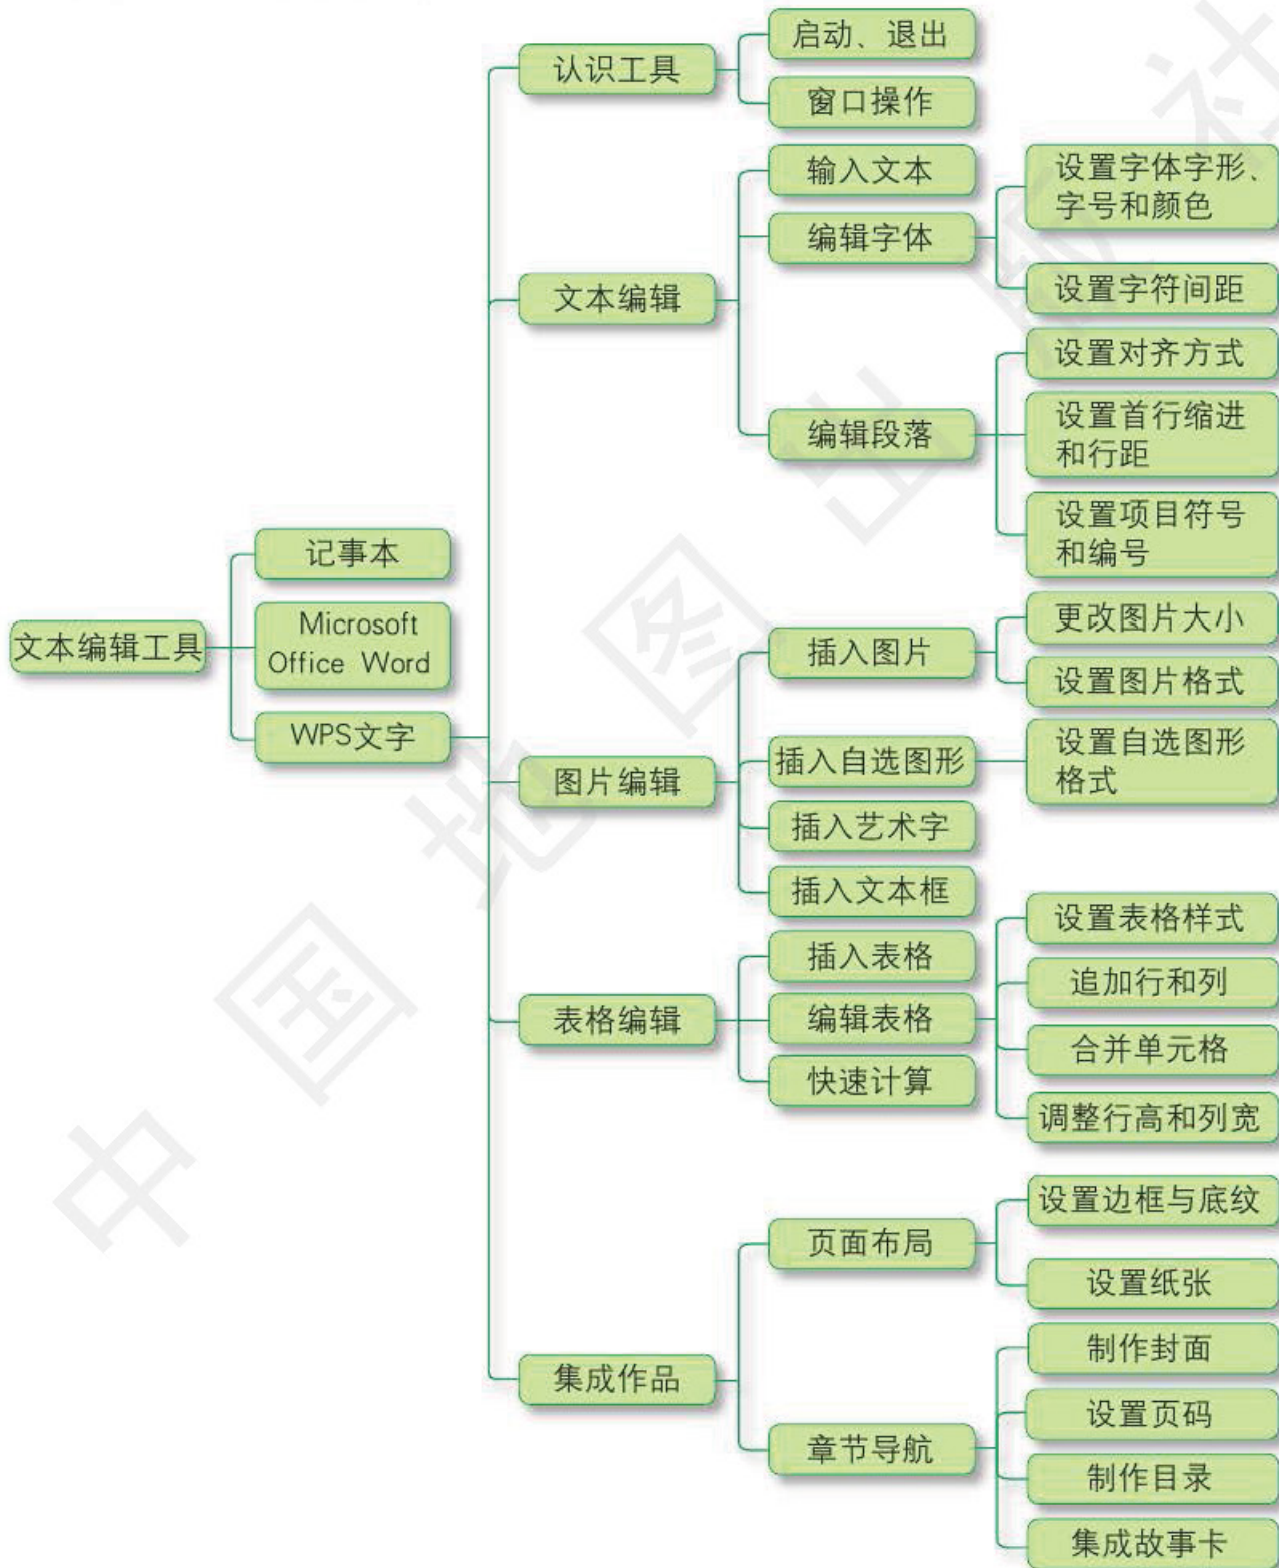 文本编辑工具
记事本
Microsoft
Office Word
WPS文字
认识工具
启动、退出
窗口操作
文本编辑
输入文本
编辑字体
设置字体字形、
字号和颜色
设置字符间距
编辑段落
设置对齐方式
设置首行缩进
和行距
设置项目符号
和编号
图片编辑
插入图片
更改图片大小
设置图片格式
插入自选图形
设置自选图形
格式
插入艺术字
插入文本框
表格编辑
插入表格
编辑表格
设置表格样式
追加行和列
合并单元格
调整行高和列宽
快速计算
集成作品
页面布局
设置边框与底纹
设置纸张
章节导航
制作封面
设置页码
制作目录
集成故事卡
中国地图出版社